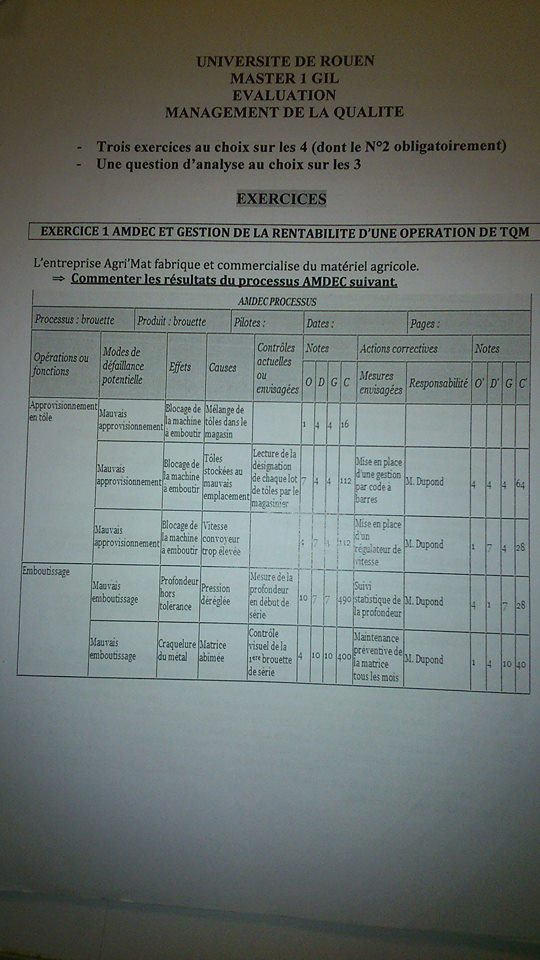 UNIVERSITE DE ROUEN
MASTER 1 GIL
EVALUATION
MANAGEMENT DE LA QUALITE
- Trois exercices au choix sur les 4 (dont le N°2 obligatoirement)
- Une question d'analyse au choix sur les 3
EXERCICES
EXERCICE 1 AMDEC ET GESTION DE LA RENTABILITE D'UNE OPERATION DE TQM
L'entreprise Agri'Mat fabrique et commercialise du matériel agricole.
⇒ Commenter les résultats du processus AMDEC suivant.
AMDEC PROCESSUS
Processus : brouette Produit : brouette Pilotes : Dates : Pages :
Opérations ou
fonctions
Modes de
défaillance
potentielle
Effets
Causes
Contrôles
actuelles
ou
envisagées
Notes
O D G C
Actions correctives
Mesures
envisagées
Responsabilité
Notes
O' D' G C'
Approvisionnement
en tôle
Mauvais
approvisionnement
Blocage de
la machine
à emboutir
Mélange de
tôles dans le
magasin
1 4 4 16
Mauvais
approvisionnement
Blocage de
la machine
à emboutir
Tôles
stockées au
mauvais
emplacement
Lecture de la
désignation
de chaque lot
de tôles par le
magasinier
7 4 4 112
Mise en place
d'une gestion
par code à
barres
M. Dupond
4 4 4 64
Mauvais
approvisionnement
Blocage de
la machine
à emboutir
Vitesse
convoyeur
trop élevée
4 7 4 112
Mise en place
d'un
régulateur de
vitesse
M. Dupond
1 7 4 28
Emboutissage
Mauvais
emboutissage
Profondeur
hors
tolérance
Pression
déréglée
Mesure de la
profondeur
en début de
série
10 7 7 490
Suivi
statistique de
la profondeur
M. Dupond
4 1 7 28
Mauvais
emboutissage
Craquelure
du métal
Matrice
abimée
Contrôle
visuel de la
1ere brouette
de série
4 10 10 400
Maintenance
préventive de
la matrice
tous les mois
M. Dupond
1 4 10 40